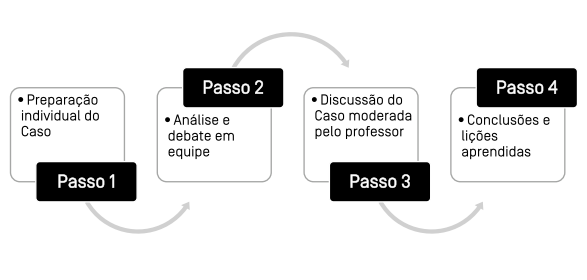 • Preparação
individual do
Caso
Passo 1
Passo 2
• Análise e
debate em
equipe
• Discussão do
Caso moderada
pelo professor
Passo 3
Passo 4
• Conclusões e
lições
aprendidas